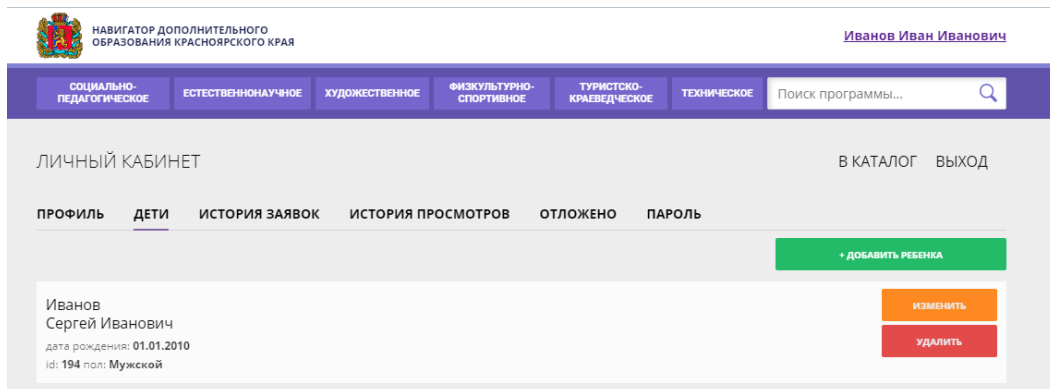 НАВИГАТОР ДОПОЛНИТЕЛЬНОГО
ОБРАЗОВАНИЯ КРАСНОЯРСКОГО КРАЯ
Иванов Иван Иванович
СОЦИАЛЬНО-
ПЕДАГОГИЧЕСКОЕ
ЕСТЕСТВЕННОНАУЧНОЕ
ХУДОЖЕСТВЕННОЕ
ФИЗКУЛЬТУРНО-
СПОРТИВНОЕ
ТУРИСТСКО-
КРАЕВЕДЧЕСКОЕ
ТЕХНИЧЕСКОЕ
Поиск программы...
ЛИЧНЫЙ КАБИНЕТ
В КАТАЛОГ ВЫХОД
ПРОФИЛЬ ДЕТИ ИСТОРИЯ ЗАЯВОК ИСТОРИЯ ПРОСМОТРОВ ОТЛОЖЕНО ПАРОЛЬ
+ ДОБАВИТЬ РЕБЕНКА
Иванов
Сергей Иванович
дата рождения: 01.01.2010
id: 194 пол: Мужской
ИЗМЕНИТЬ
УДАЛИТЬ